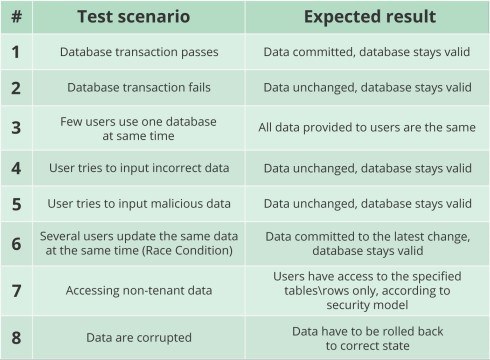 # Test scenario Expected result
1 Database transaction passes Data committed, database stays valid
2 Database transaction fails Data unchanged, database stays valid
3 Few users use one database
at same time All data provided to users are the same
4 User tries to input incorrect data Data unchanged, database stays valid
5 User tries to input malicious data Data unchanged, database stays valid
6 Several users update the same data
at the same time (Race Condition) Data committed to the latest change,
database stays valid
7 Accessing non-tenant data Users have access to the specified
tables\rows only, according to
security model
8 Data are corrupted Data have to be rolled back
to correct state